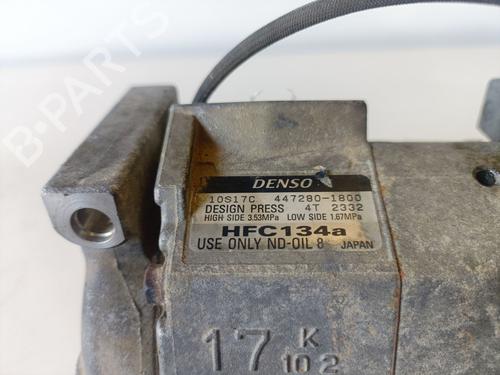 B-PARTS
DENSO
10S17C 447280-1800
DESIGN PRESS 4T 2332
HIGH SIDE 3.53MPa LOW SIDE 1.67MPa
HFC134a
USE ONLY ND-OIL 8 JAPAN
17 K
10 2